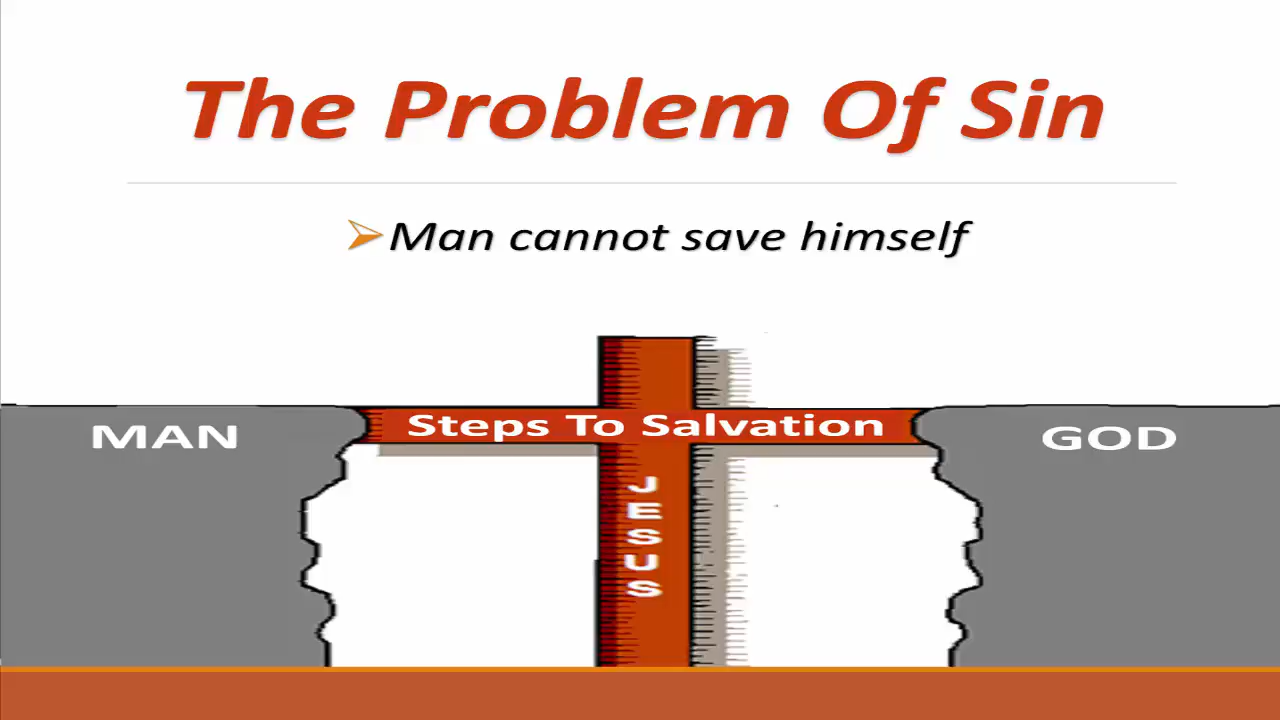 The Problem Of Sin
Man cannot save himself
Steps To Salvation
MAN
GOD
JESUS